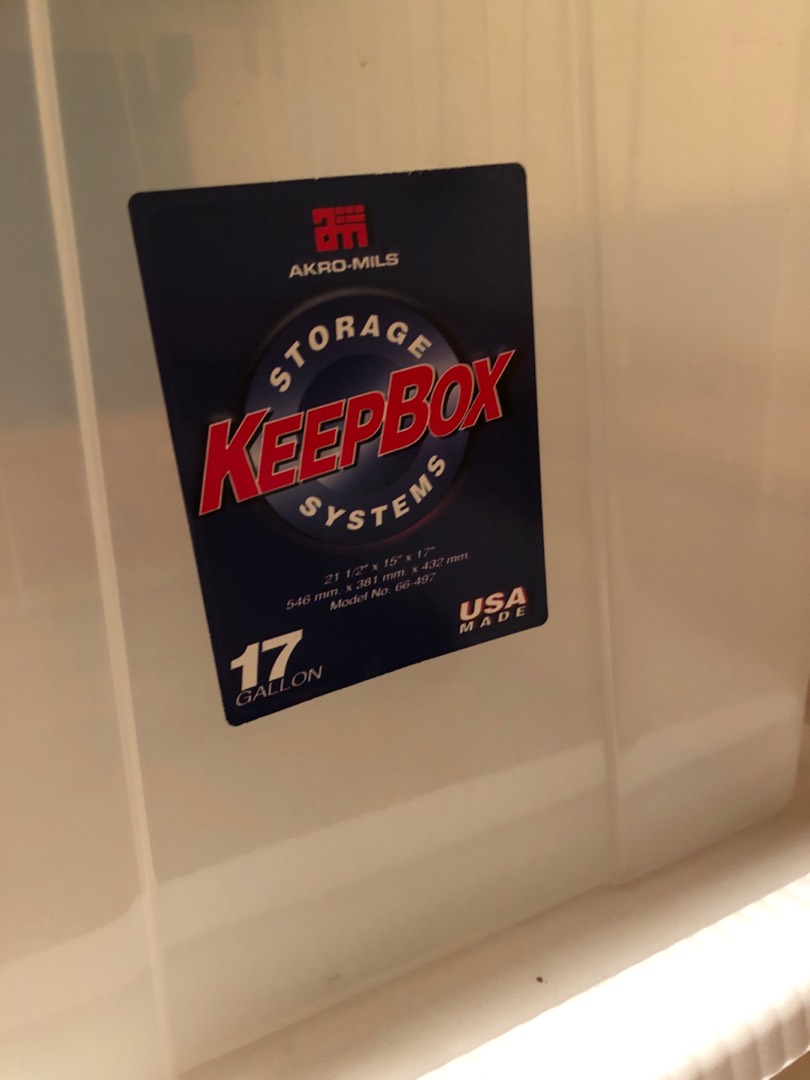 am
AKRO-MILS
STORAGE
KEEPBOX
SYSTEMS
21 1/2" x 15" x 17"
546 mm. x 381 mm. x 432 mm.
Model No. 66-497
17
GALLON
USA
MADE